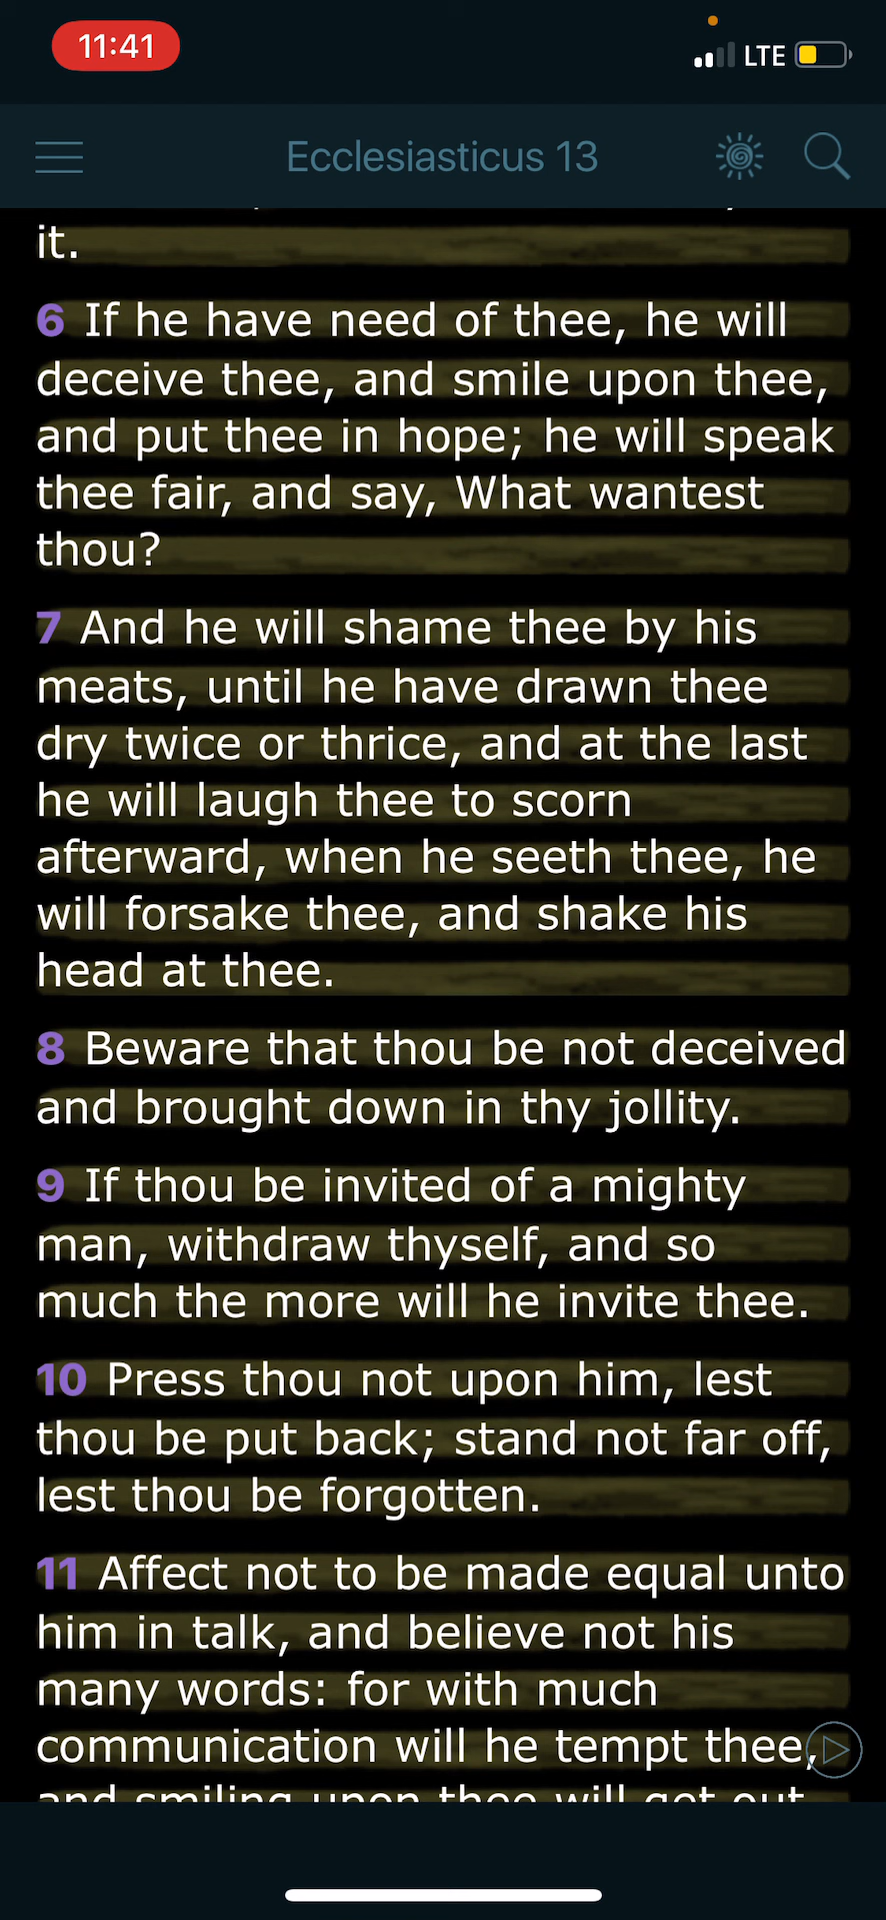 11:41
LTE
Ecclesiasticus 13
it.
6 If he have need of thee, he will
deceive thee, and smile upon thee,
and put thee in hope; he will speak
thee fair, and say, What wantest
thou?
7 And he will shame thee by his
meats, until he have drawn thee
dry twice or thrice, and at the last
he will laugh thee to scorn
afterward, when he seeth thee, he
will forsake thee, and shake his
head at thee.
8 Beware that thou be not deceived
and brought down in thy jollity.
9 If thou be invited of a mighty
man, withdraw thyself, and so
much the more will he invite thee.
10 Press thou not upon him, lest
thou be put back; stand not far off,
lest thou be forgotten.
11 Affect not to be made equal unto
him in talk, and believe not his
many words: for with much
communication will he tempt thee,
and smiling upon thee will get out